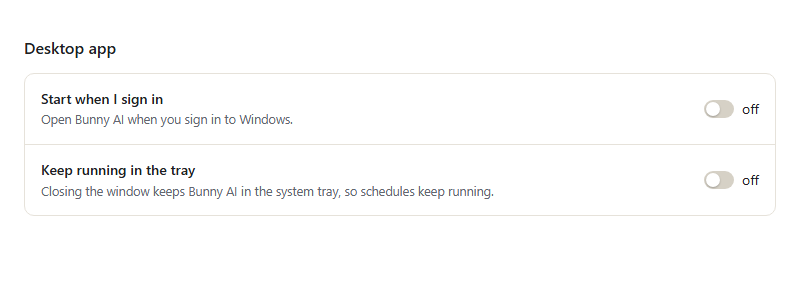 Desktop app
Start when I sign in
Open Bunny AI when you sign in to Windows.
off
Keep running in the tray
Closing the window keeps Bunny AI in the system tray, so schedules keep running.
off